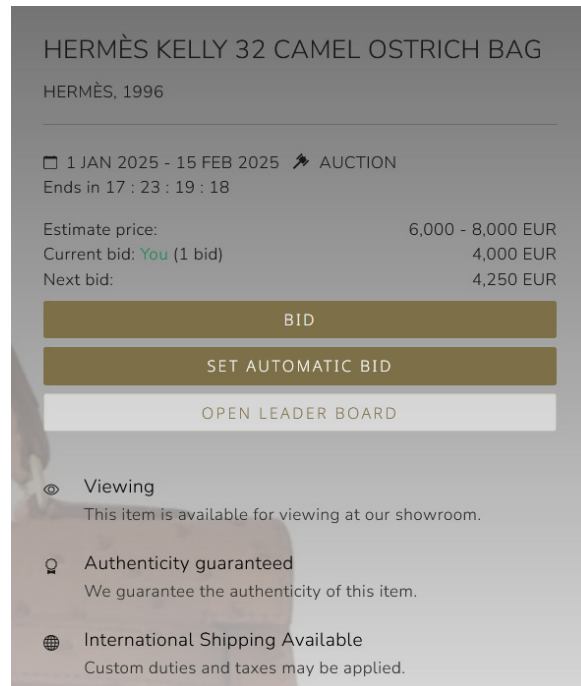 HERMÈS KELLY 32 CAMEL OSTRICH BAG
HERMÈS, 1996
1 JAN 2025 - 15 FEB 2025 AUCTION
Ends in 17 : 23 : 19 : 18
Estimate price: 6,000 - 8,000 EUR
Current bid: You (1 bid) 4,000 EUR
Next bid: 4,250 EUR
BID
SET AUTOMATIC BID
OPEN LEADER BOARD
Viewing
This item is available for viewing at our showroom.
Authenticity guaranteed
We guarantee the authenticity of this item.
International Shipping Available
Custom duties and taxes may be applied.